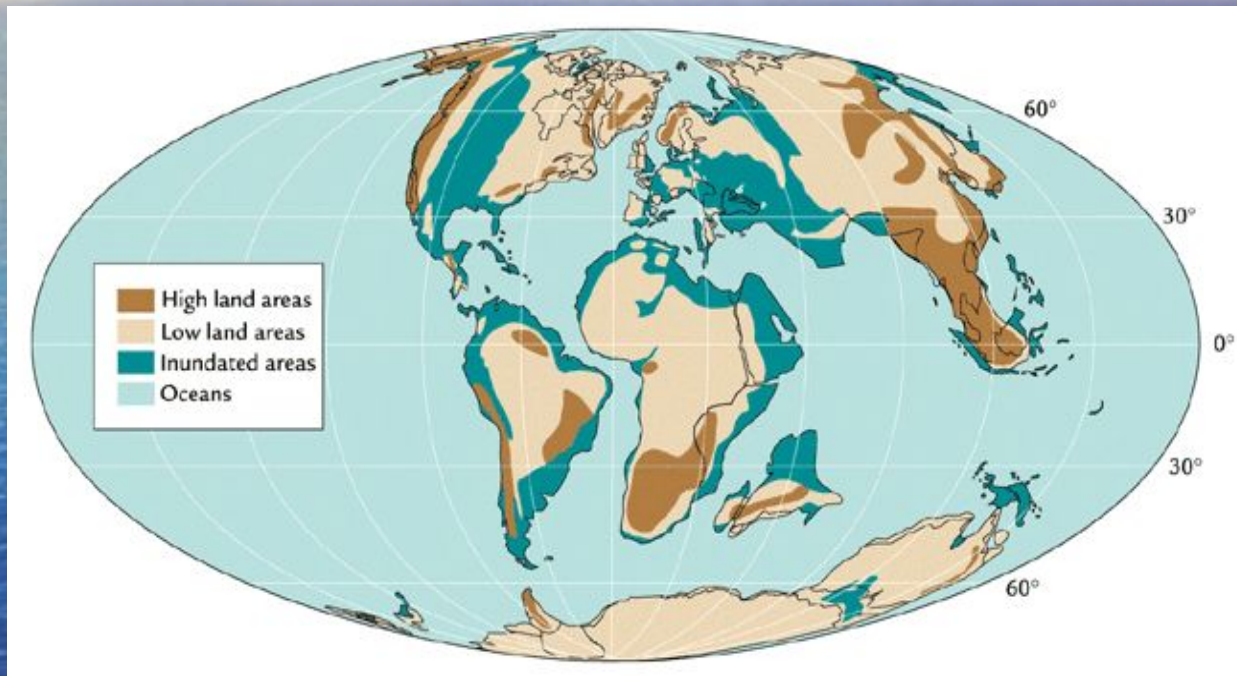 60°
30°
High land areas
Low land areas
Inundated areas
Oceans
0°
30°
60°